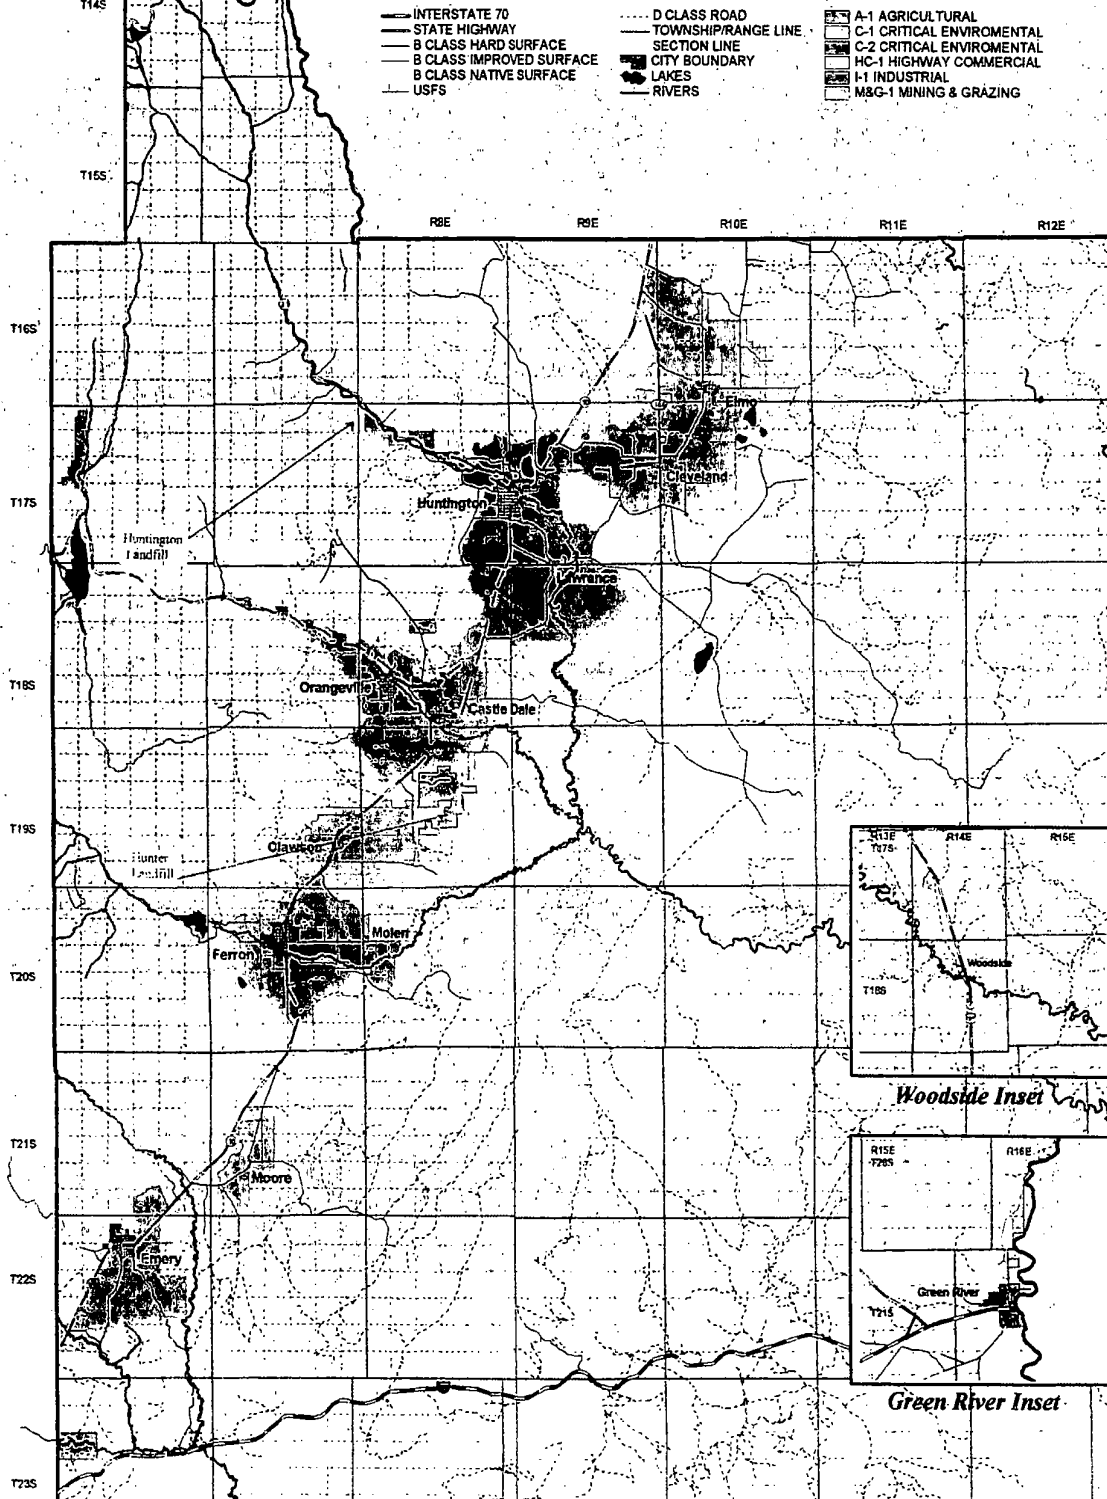 T14S
INTERSTATE 70
STATE HIGHWAY
B CLASS HARD SURFACE
B CLASS IMPROVED SURFACE
B CLASS NATIVE SURFACE
USFS
D CLASS ROAD
TOWNSHIP/RANGE LINE
SECTION LINE
CITY BOUNDARY
LAKES
RIVERS
A-1 AGRICULTURAL
C-1 CRITICAL ENVIROMENTAL
C-2 CRITICAL ENVIROMENTAL
HC-1 HIGHWAY COMMERCIAL
I-1 INDUSTRIAL
M&G-1 MINING & GRAZING
T15S
R8E R9E R10E R11E R12E
T16S
Elmo
Cleveland
T17S
Huntington
Huntington
Landfill
Lawrance
T18S
Orangeville
Castle Dale
T19S
Clawson
Hunter
Landfill
R13E R14E R15E
T17S
Woodside
T18S
Woodside Inset
Molen
Ferron
T20S
T21S
Moore
R15E R16E
T20S
Green River
T21S
Green River Inset
Emery
T22S
T23S